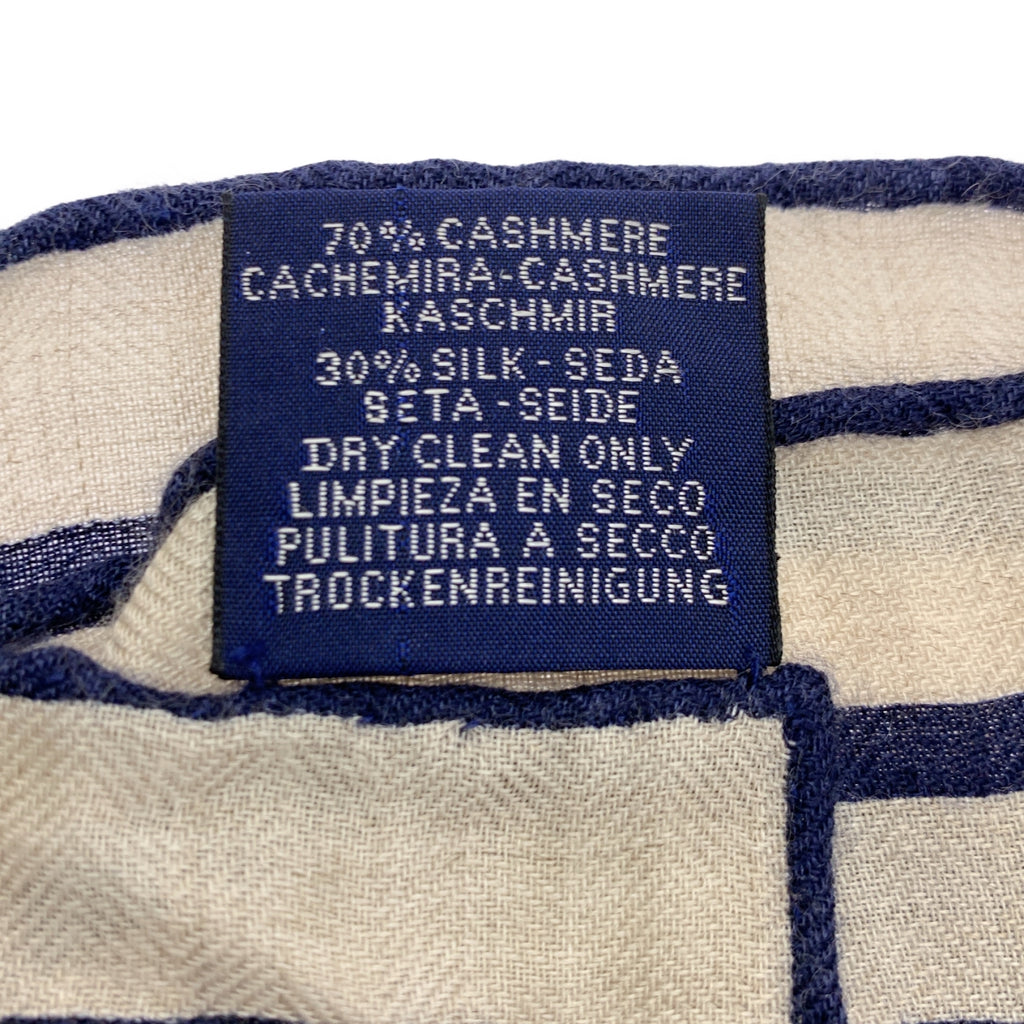 70% CASHMERE
CACHEMIRA-CASHMERE
KASCHMIR
30% SILK - SEDA
SETA - SEIDE
DRY CLEAN ONLY
LIMPIEZA EN SECO
PULITURA A SECCO
TROCKENREINIGUNG